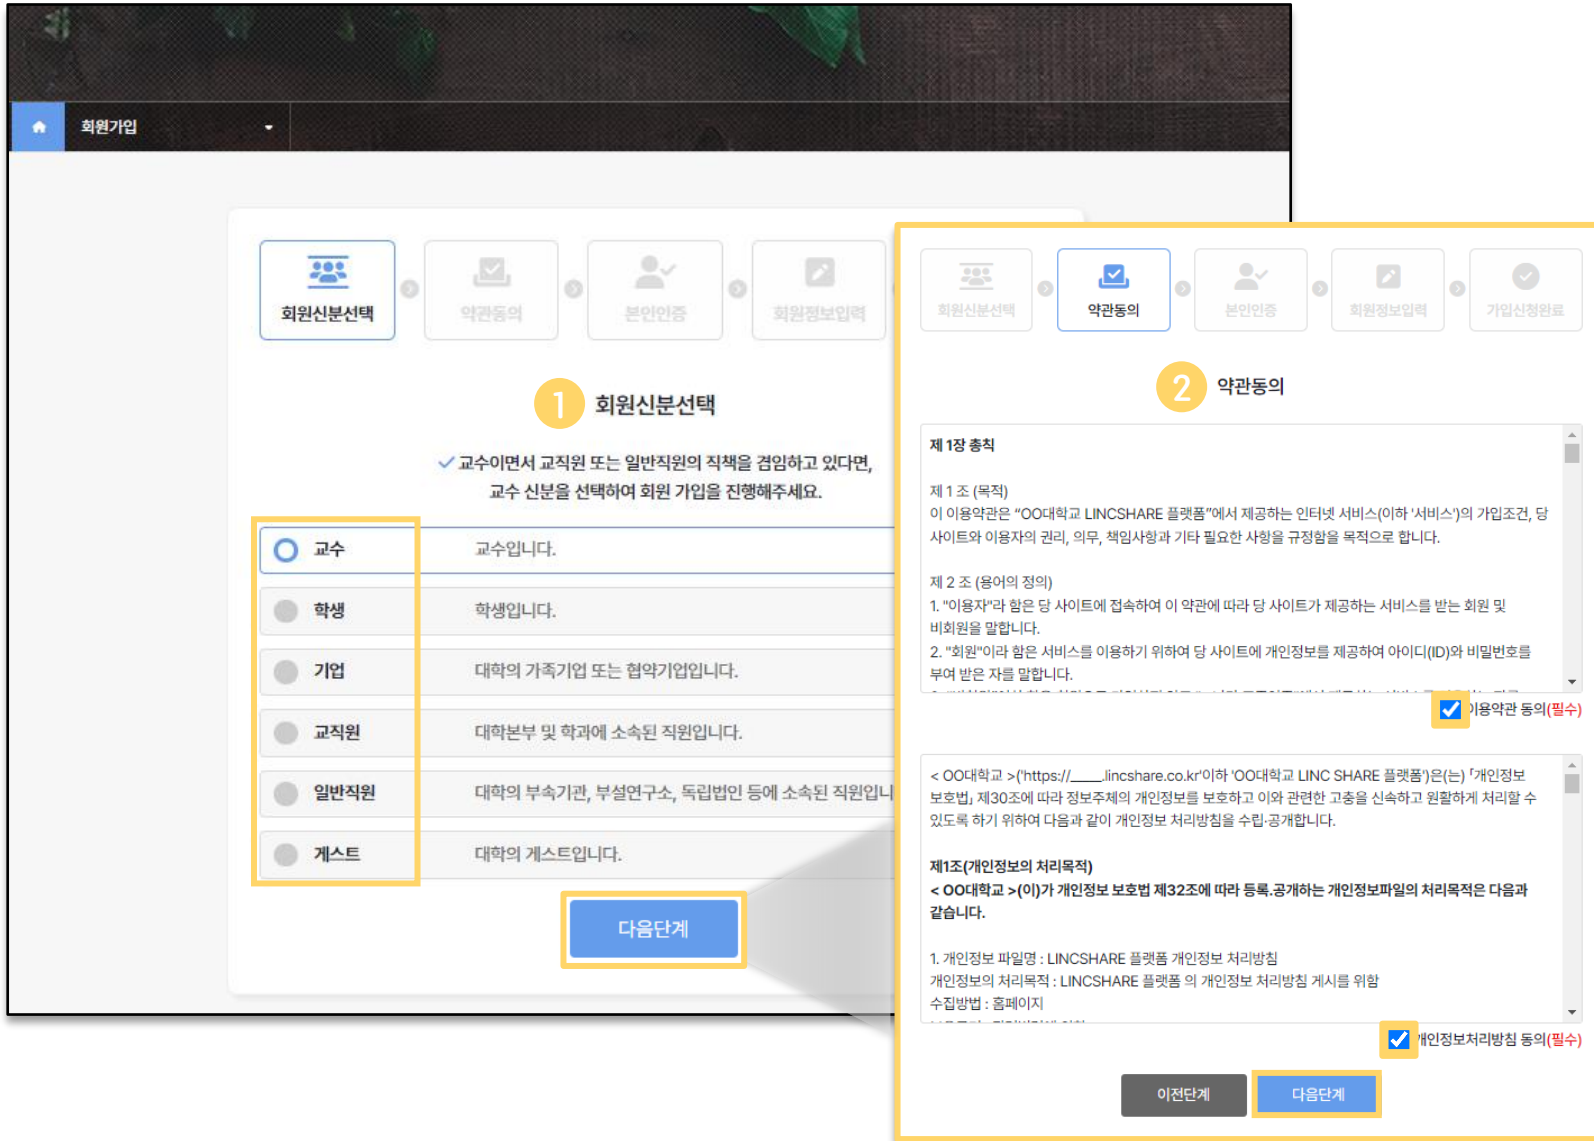 회원가입
회원신분선택
약관동의
본인인증
회원정보입력
1 회원신분선택
교수이면서 교직원 또는 일반직원의 직책을 겸임하고 있다면,
교수 신분을 선택하여 회원 가입을 진행해주세요.
교수 교수입니다.
학생 학생입니다.
기업 대학의 가족기업 또는 협약기업입니다.
교직원 대학본부 및 학과에 소속된 직원입니다.
일반직원 대학의 부속기관, 부설연구소, 독립법인 등에 소속된 직원입니
게스트 대학의 게스트입니다.
다음단계
회원신분선택
약관동의
본인인증
회원정보입력
가입신청완료
2 약관동의
제 1장 총칙
제 1 조 (목적)
이 이용약관은 “OO대학교 LINCSHARE 플랫폼”에서 제공하는 인터넷 서비스(이하 '서비스')의 가입조건, 당
사이트와 이용자의 권리, 의무, 책임사항과 기타 필요한 사항을 규정함을 목적으로 합니다.
제 2 조 (용어의 정의)
1. "이용자"라 함은 당 사이트에 접속하여 이 약관에 따라 당 사이트가 제공하는 서비스를 받는 회원 및
비회원을 말합니다.
2. "회원"이라 함은 서비스를 이용하기 위하여 당 사이트에 개인정보를 제공하여 아이디(ID)와 비밀번호를
부여 받은 자를 말합니다.
이용약관 동의(필수)
< OO대학교 >('https://____.lincshare.co.kr'이하 'OO대학교 LINC SHARE 플랫폼')은(는) 「개인정보
보호법」 제30조에 따라 정보주체의 개인정보를 보호하고 이와 관련한 고충을 신속하고 원활하게 처리할 수
있도록 하기 위하여 다음과 같이 개인정보 처리방침을 수립·공개합니다.
제1조(개인정보의 처리목적)
< OO대학교 >(이)가 개인정보 보호법 제32조에 따라 등록.공개하는 개인정보파일의 처리목적은 다음과
같습니다.
1. 개인정보 파일명 : LINCSHARE 플랫폼 개인정보 처리방침
개인정보의 처리목적 : LINCSHARE 플랫폼 의 개인정보 처리방침 게시를 위함
수집방법 : 홈페이지
개인정보처리방침 동의(필수)
이전단계
다음단계